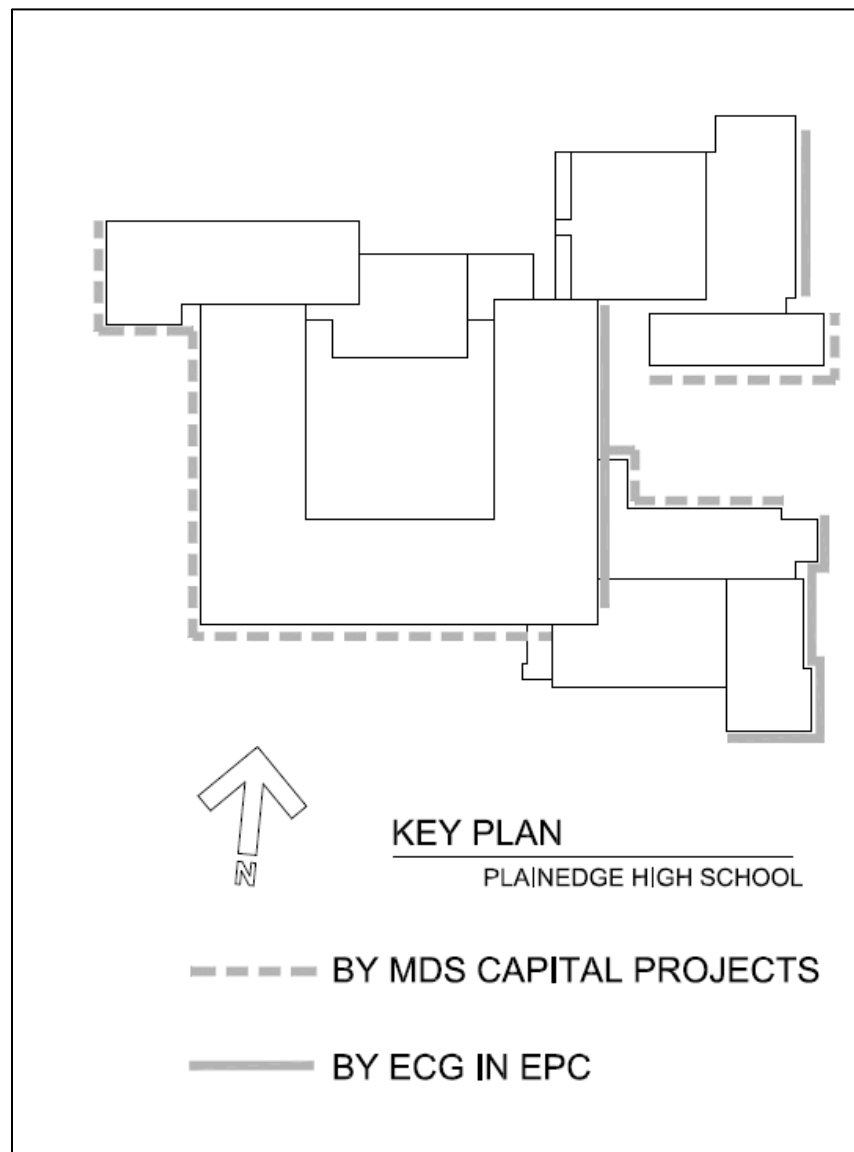 N
KEY PLAN
PLAINEDGE HIGH SCHOOL
BY MDS CAPITAL PROJECTS
BY ECG IN EPC